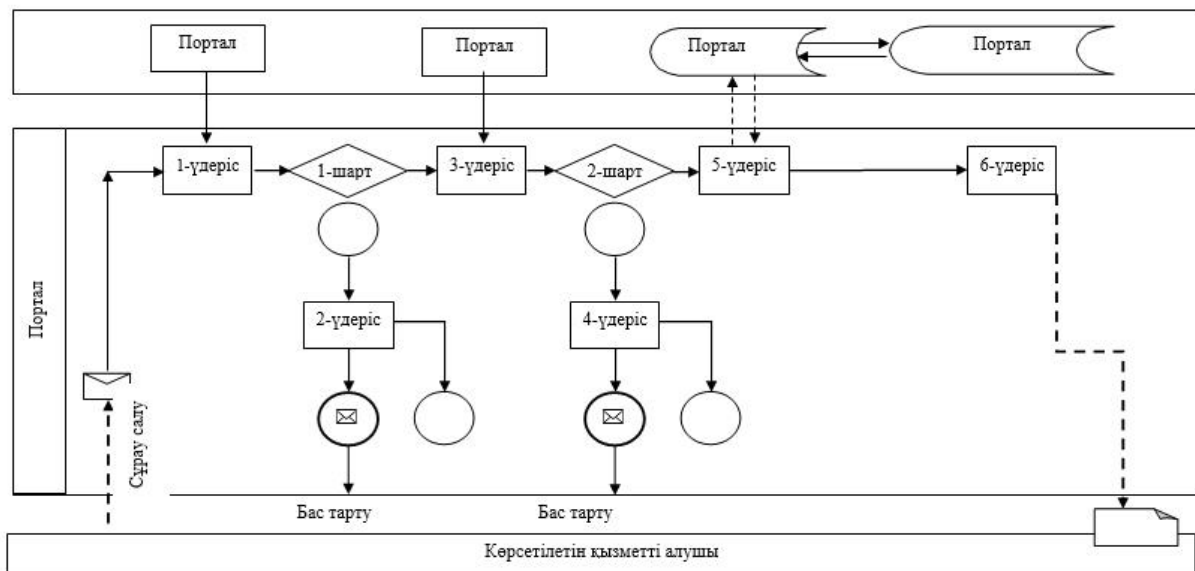 Портал
Портал
Портал
Портал
1-үдеріс
1-шарт
3-үдеріс
2-шарт
5-үдеріс
6-үдеріс
Портал
2-үдеріс
4-үдеріс
Сұрау салу
Бас тарту
Бас тарту
Көрсетілетін қызметті алушы